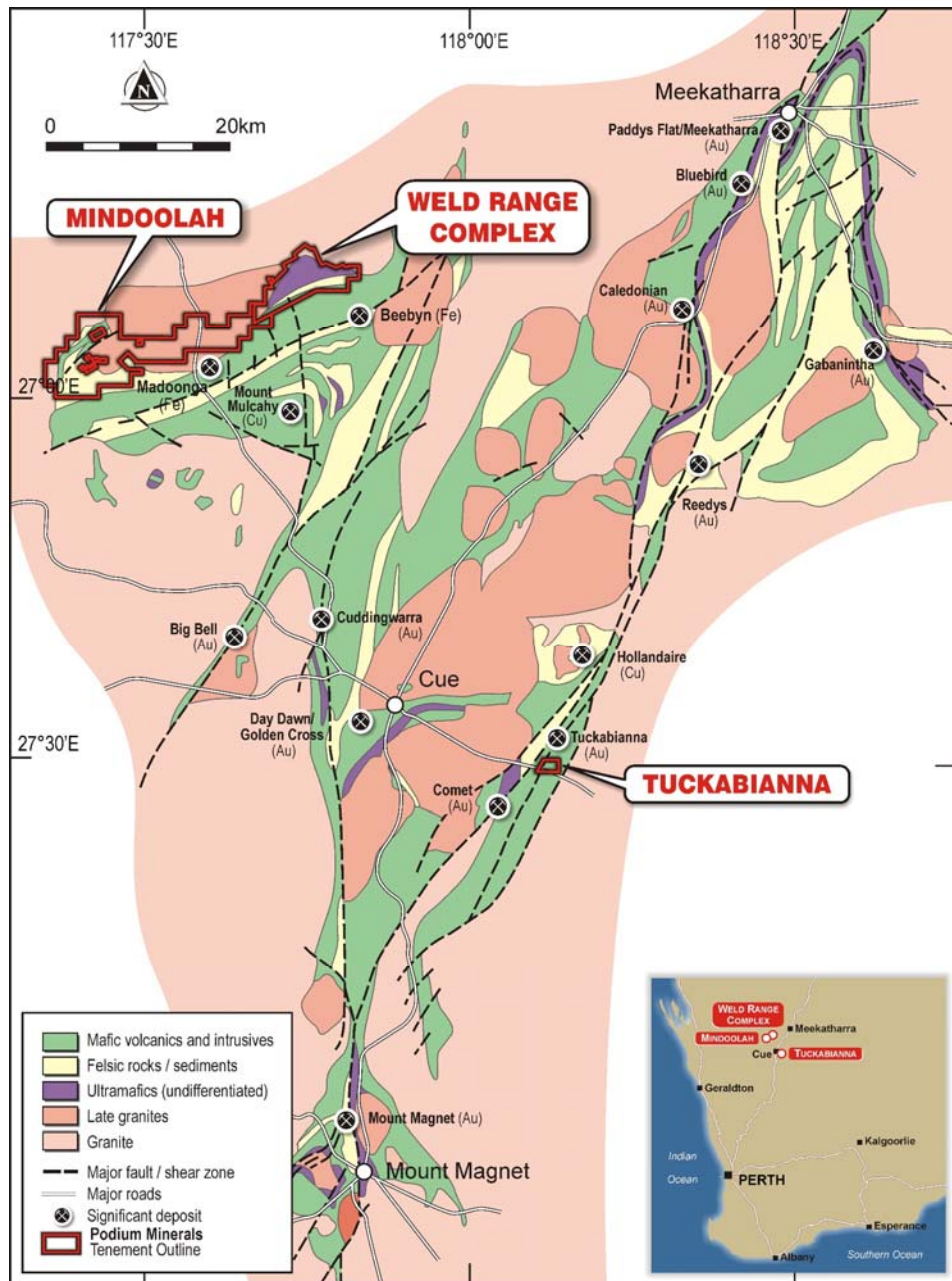 117°30'E
118°00'E
118°30'E
N
0
20km
Meekatharra
Paddys Flat/Meekatharra
(Au)
Bluebird
(Au)
MINDOOLAH
WELD RANGE
COMPLEX
Caledonian
(Au)
Beebyn (Fe)
Gabanintha
(Au)
27°00'E
Madoonga
(Fe)
Mount
Mulcahy
(Cu)
Reedys
(Au)
Big Bell
(Au)
Cuddingwarra
(Au)
Hollandaire
(Cu)
Cue
Day Dawn/
Golden Cross
(Au)
Tuckabianna
(Au)
27°30'E
TUCKABIANNA
Comet
(Au)
Mount Magnet (Au)
Mount Magnet
Mafic volcanics and intrusives
Felsic rocks / sediments
Ultramafics (undifferentiated)
Late granites
Granite
Major fault / shear zone
Major roads
Significant deposit
Podium Minerals
Tenement Outline
WELD RANGE
COMPLEX
Meekatharra
MINDOOLAH
Cue
TUCKABIANNA
Geraldton
Kalgoorlie
Indian
Ocean
PERTH
Esperance
Albany
Southern Ocean